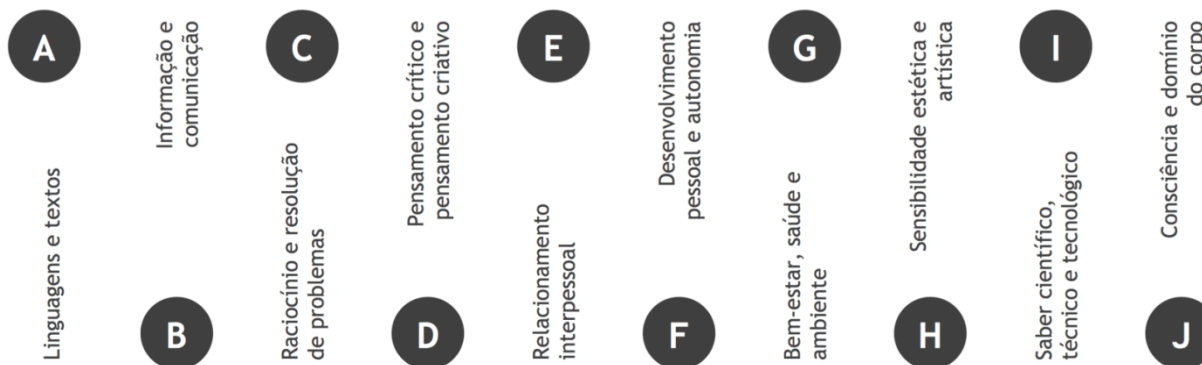 A
Linguagens e textos
B
Informação e
comunicação
C
Raciocínio e resolução
de problemas
D
Pensamento crítico e
pensamento criativo
E
Relacionamento
interpessoal
F
Desenvolvimento
pessoal e autonomia
G
Bem-estar, saúde e
ambiente
H
Sensibilidade estética e
artística
I
Saber científico,
técnico e tecnológico
J
Consciência e domínio
do corpo